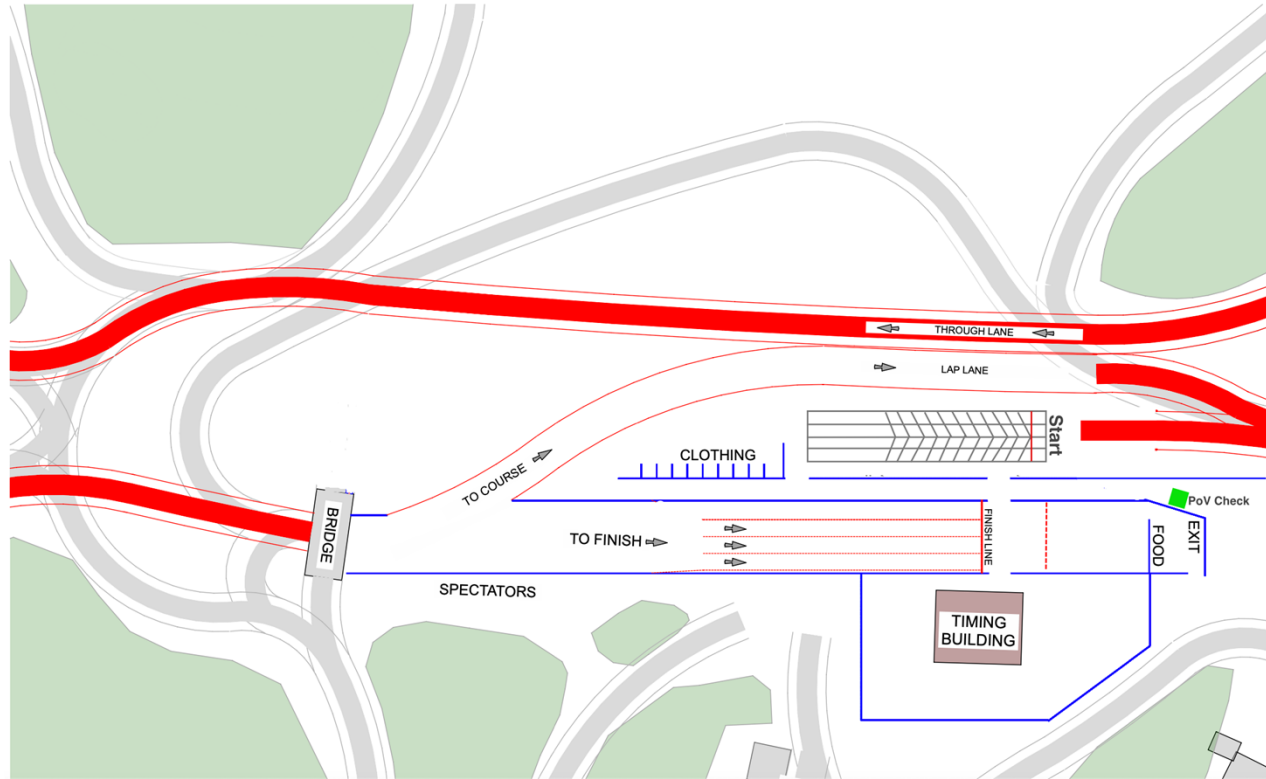 THROUGH LANE
LAP LANE
Start
CLOTHING
TO COURSE
PoV Check
BRIDGE
TO FINISH
FINISH LINE
FOOD
EXIT
SPECTATORS
TIMING
BUILDING